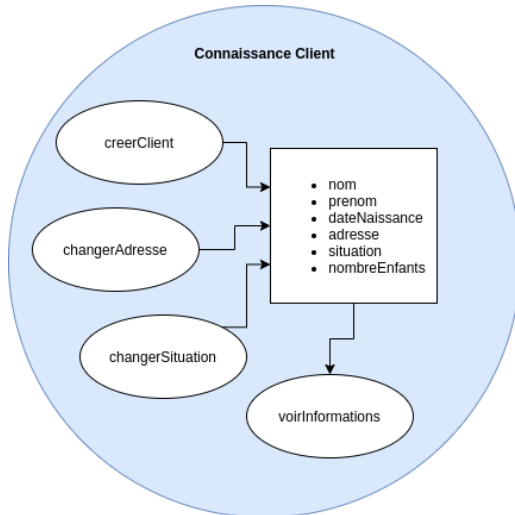 Connaissance Client
creerClient
nom
prenom
dateNaissance
adresse
situation
nombreEnfants
changerAdresse
changerSituation
voirInformations